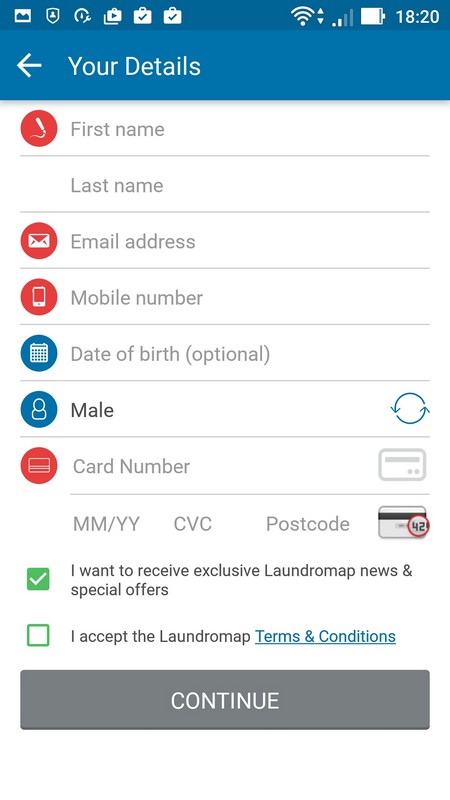 18:20
Your Details
First name
Last name
Email address
Mobile number
Date of birth (optional)
Male
Card Number
MM/YY CVC Postcode 42
I want to receive exclusive Laundromap news &
special offers
I accept the Laundromap Terms & Conditions
CONTINUE